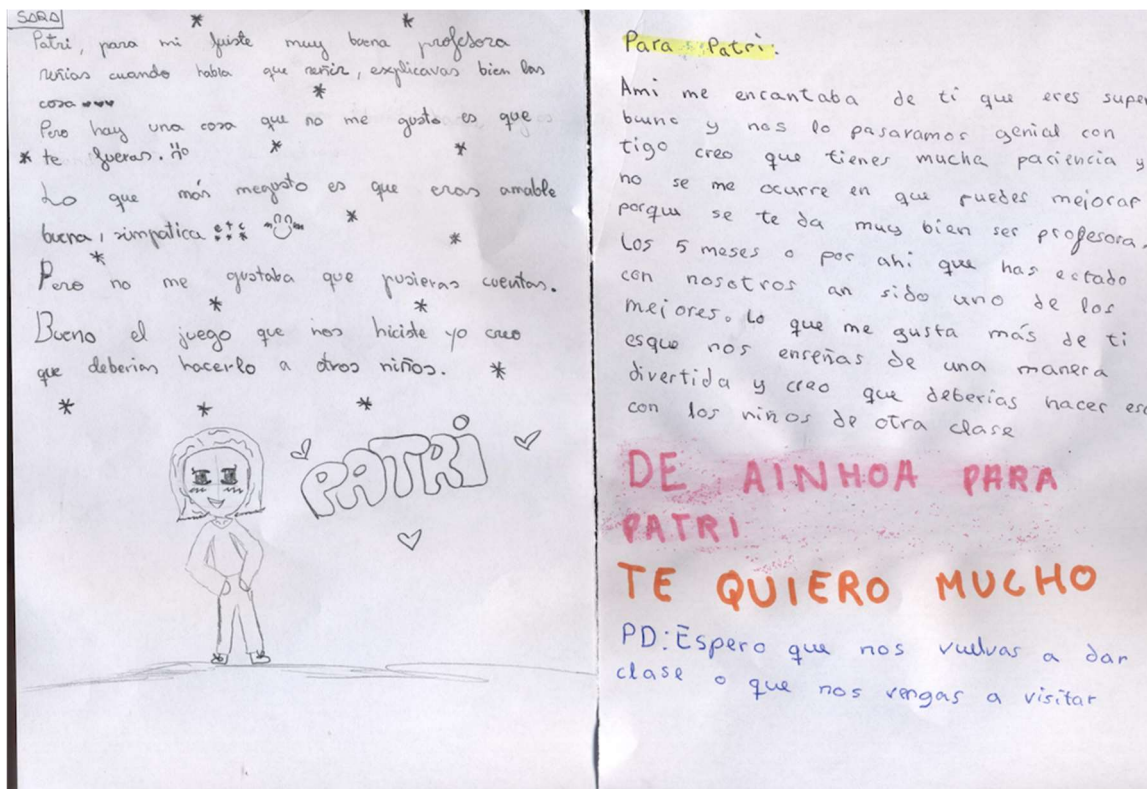 SARA
Patri, para mi fuiste muy buena profesora
reñias cuando habia que reñir, explicavas bien las
cosa
Pero hay una cosa que no me gusto es que
te fueras.
Lo que más megusto es que eras amable
buena, simpatica etc
Pero no me gustaba que pusieras cuentas.
Bueno el juego que nos hiciste yo creo
que deberias hacerlo a otros niños.
PATRI
Para Patri.
Ami me encantaba de ti que eres super
buena y nos lo pasaramos genial con
tigo creo que tienes mucha paciencia y
no se me ocurre en que puedes mejorar
porque se te da muy bien ser profesora.
Los 5 meses o por ahi que has estado
con nosotros an sido uno de los
mejores. Lo que me gusta más de ti
esque nos enseñas de una manera
divertida y creo que deberias hacer eso
con los niños de otra clase
DE AINHOA PARA
PATRI
TE QUIERO MUCHO
PD: Espero que nos vuelvas a dar
clase o que nos vengas a visitar